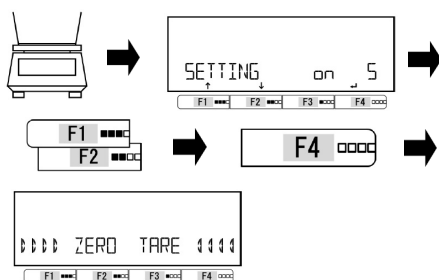 SETTING on 5
F1 F2 F3 F4
F1
F2
F4
ZERO TARE
F1 F2 F3 F4